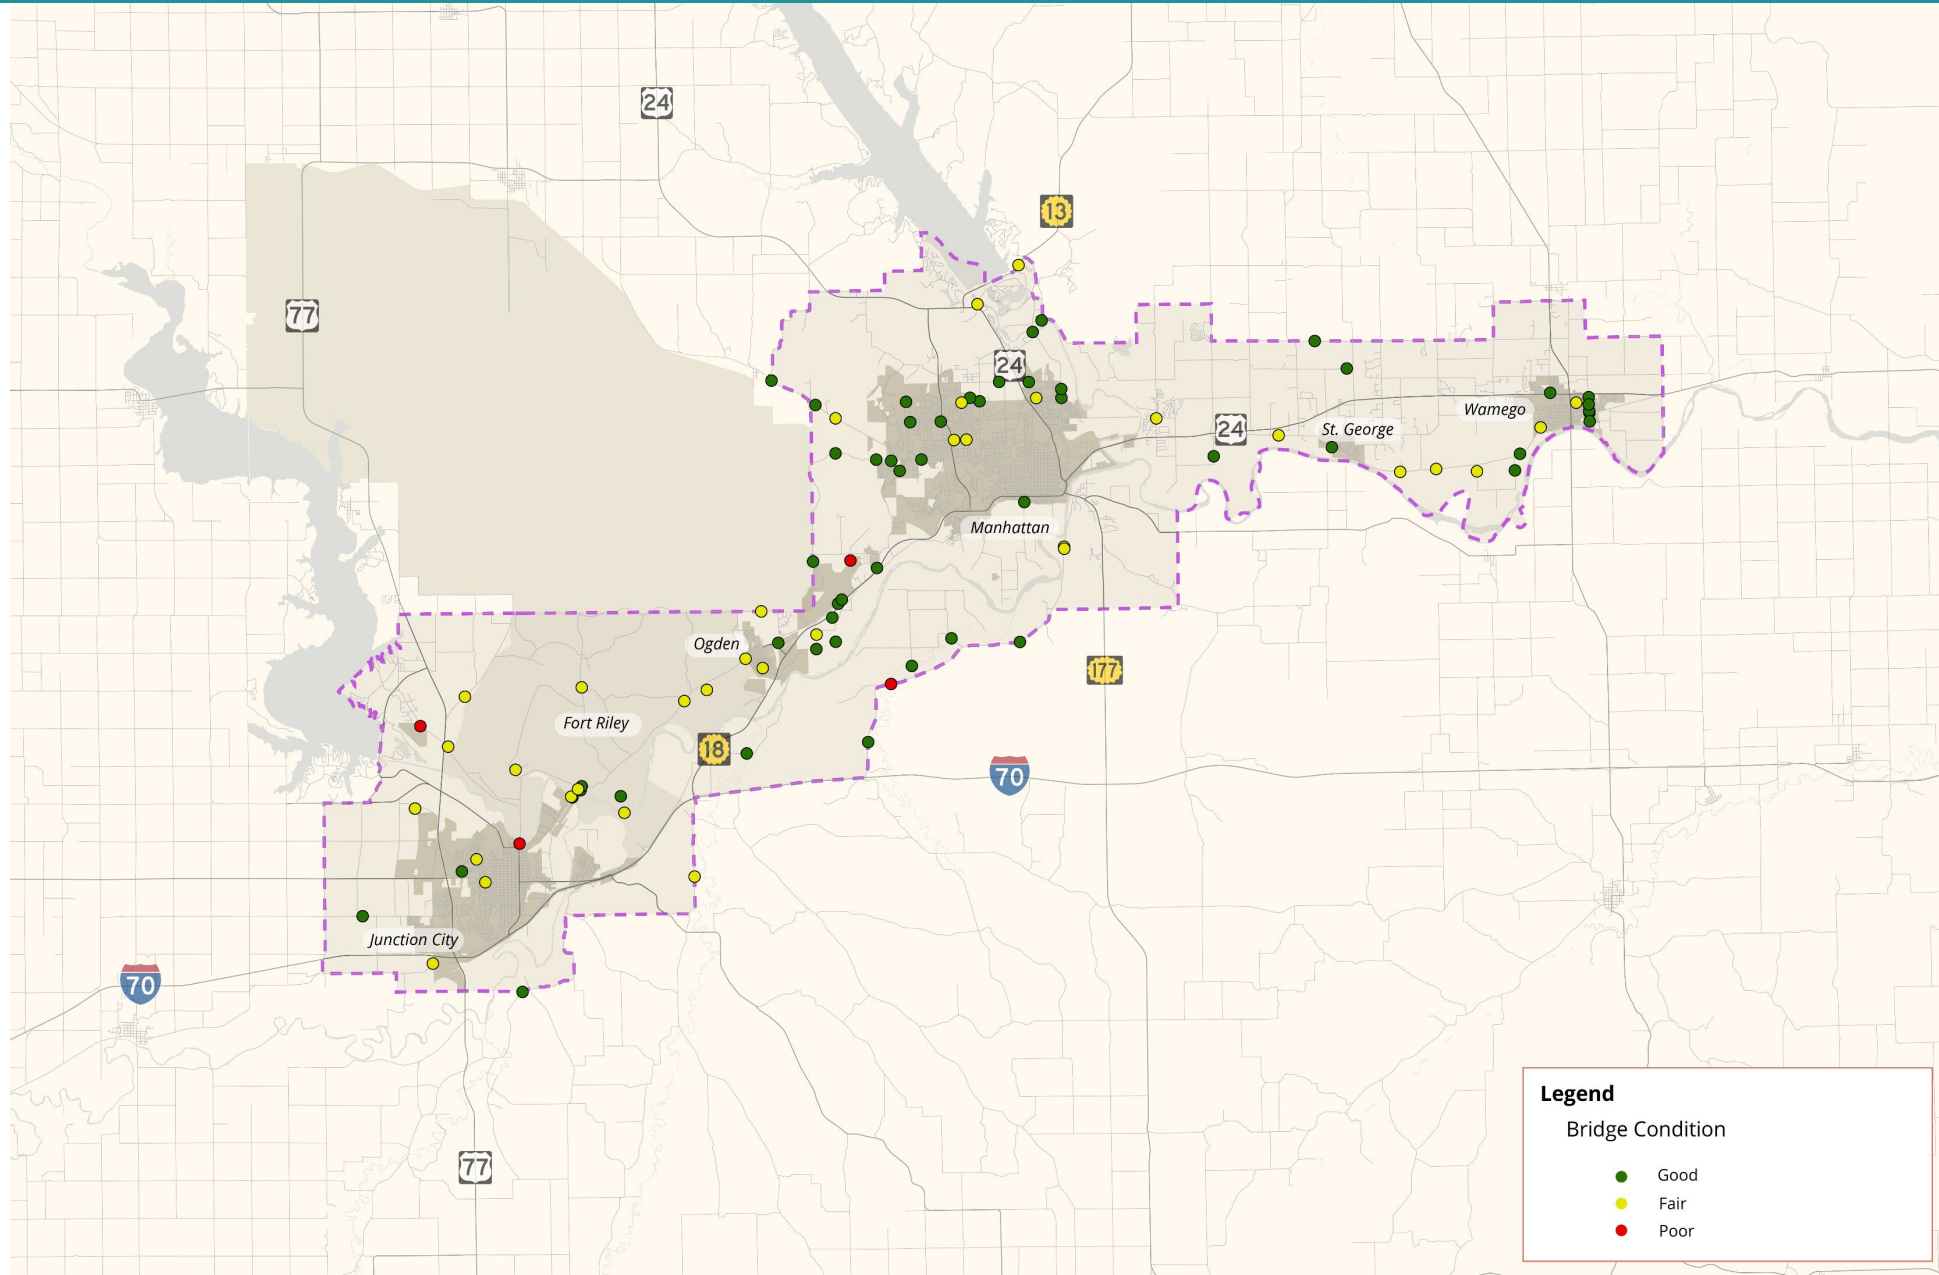 24
13
77
24
Wamego
24
St. George
Manhattan
Ogden
177
Fort Riley
18
70
Junction City
70
77
Legend
Bridge Condition
Good
Fair
Poor